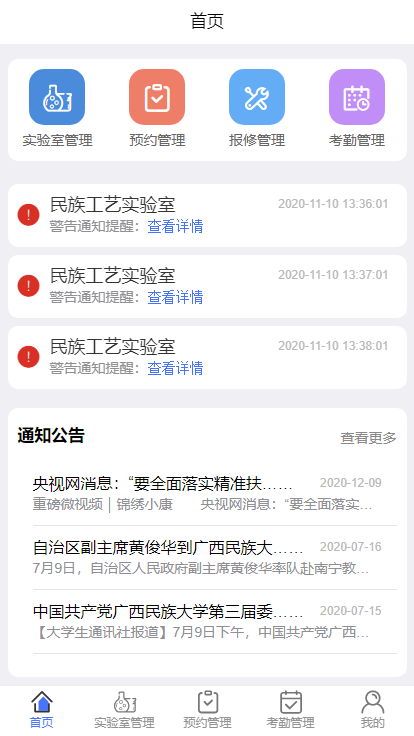 首页
实验室管理 预约管理 报修管理 考勤管理
民族工艺实验室 2020-11-10 13:36:01
警告通知提醒：查看详情
民族工艺实验室 2020-11-10 13:37:01
警告通知提醒：查看详情
民族工艺实验室 2020-11-10 13:38:01
警告通知提醒：查看详情
通知公告 查看更多
央视网消息：“要全面落实精准扶…… 2020-12-09
重磅微视频 | 锦绣小康 央视网消息：“要全面落实…
自治区副主席黄俊华到广西民族大…… 2020-07-16
7月9日，自治区人民政府副主席黄俊华率队赴南宁教…
中国共产党广西民族大学第三届委…… 2020-07-15
【大学生通讯社报道】7月9日下午，中国共产党广西…
首页 实验室管理 预约管理 考勤管理 我的